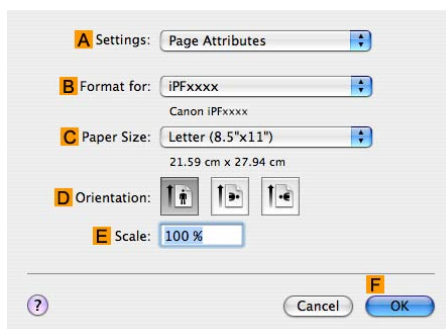 A Settings: Page Attributes
B Format for: iPFxxxx
Canon iPFxxxx
C Paper Size: Letter (8.5"x11")
21.59 cm x 27.94 cm
D Orientation:
E Scale: 100 %
F
? Cancel OK